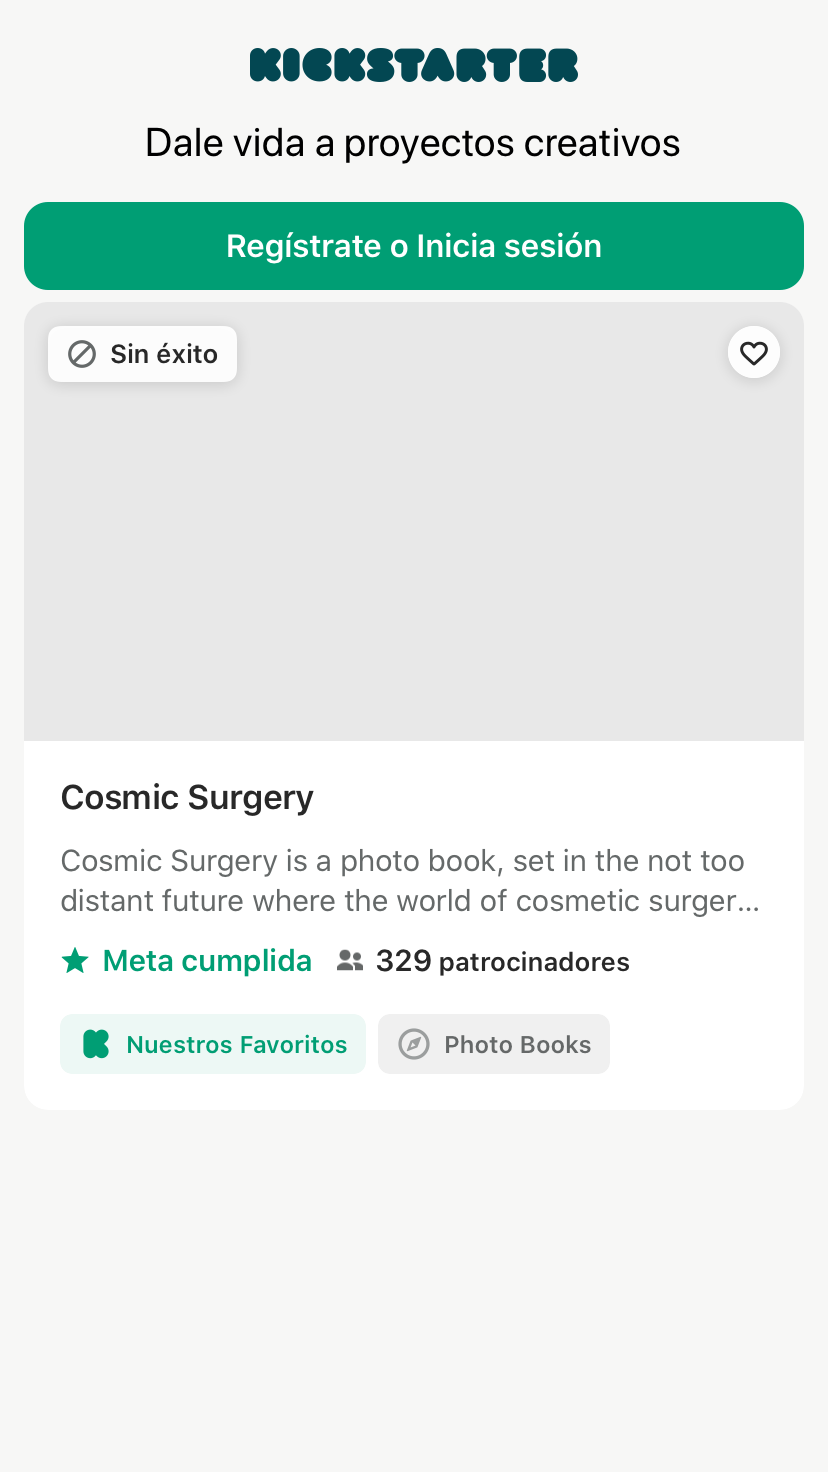 KICKSTARTER
Dale vida a proyectos creativos
Regístrate o Inicia sesión
Sin éxito
Cosmic Surgery
Cosmic Surgery is a photo book, set in the not too
distant future where the world of cosmetic surger...
Meta cumplida 329 patrocinadores
Nuestros Favoritos Photo Books